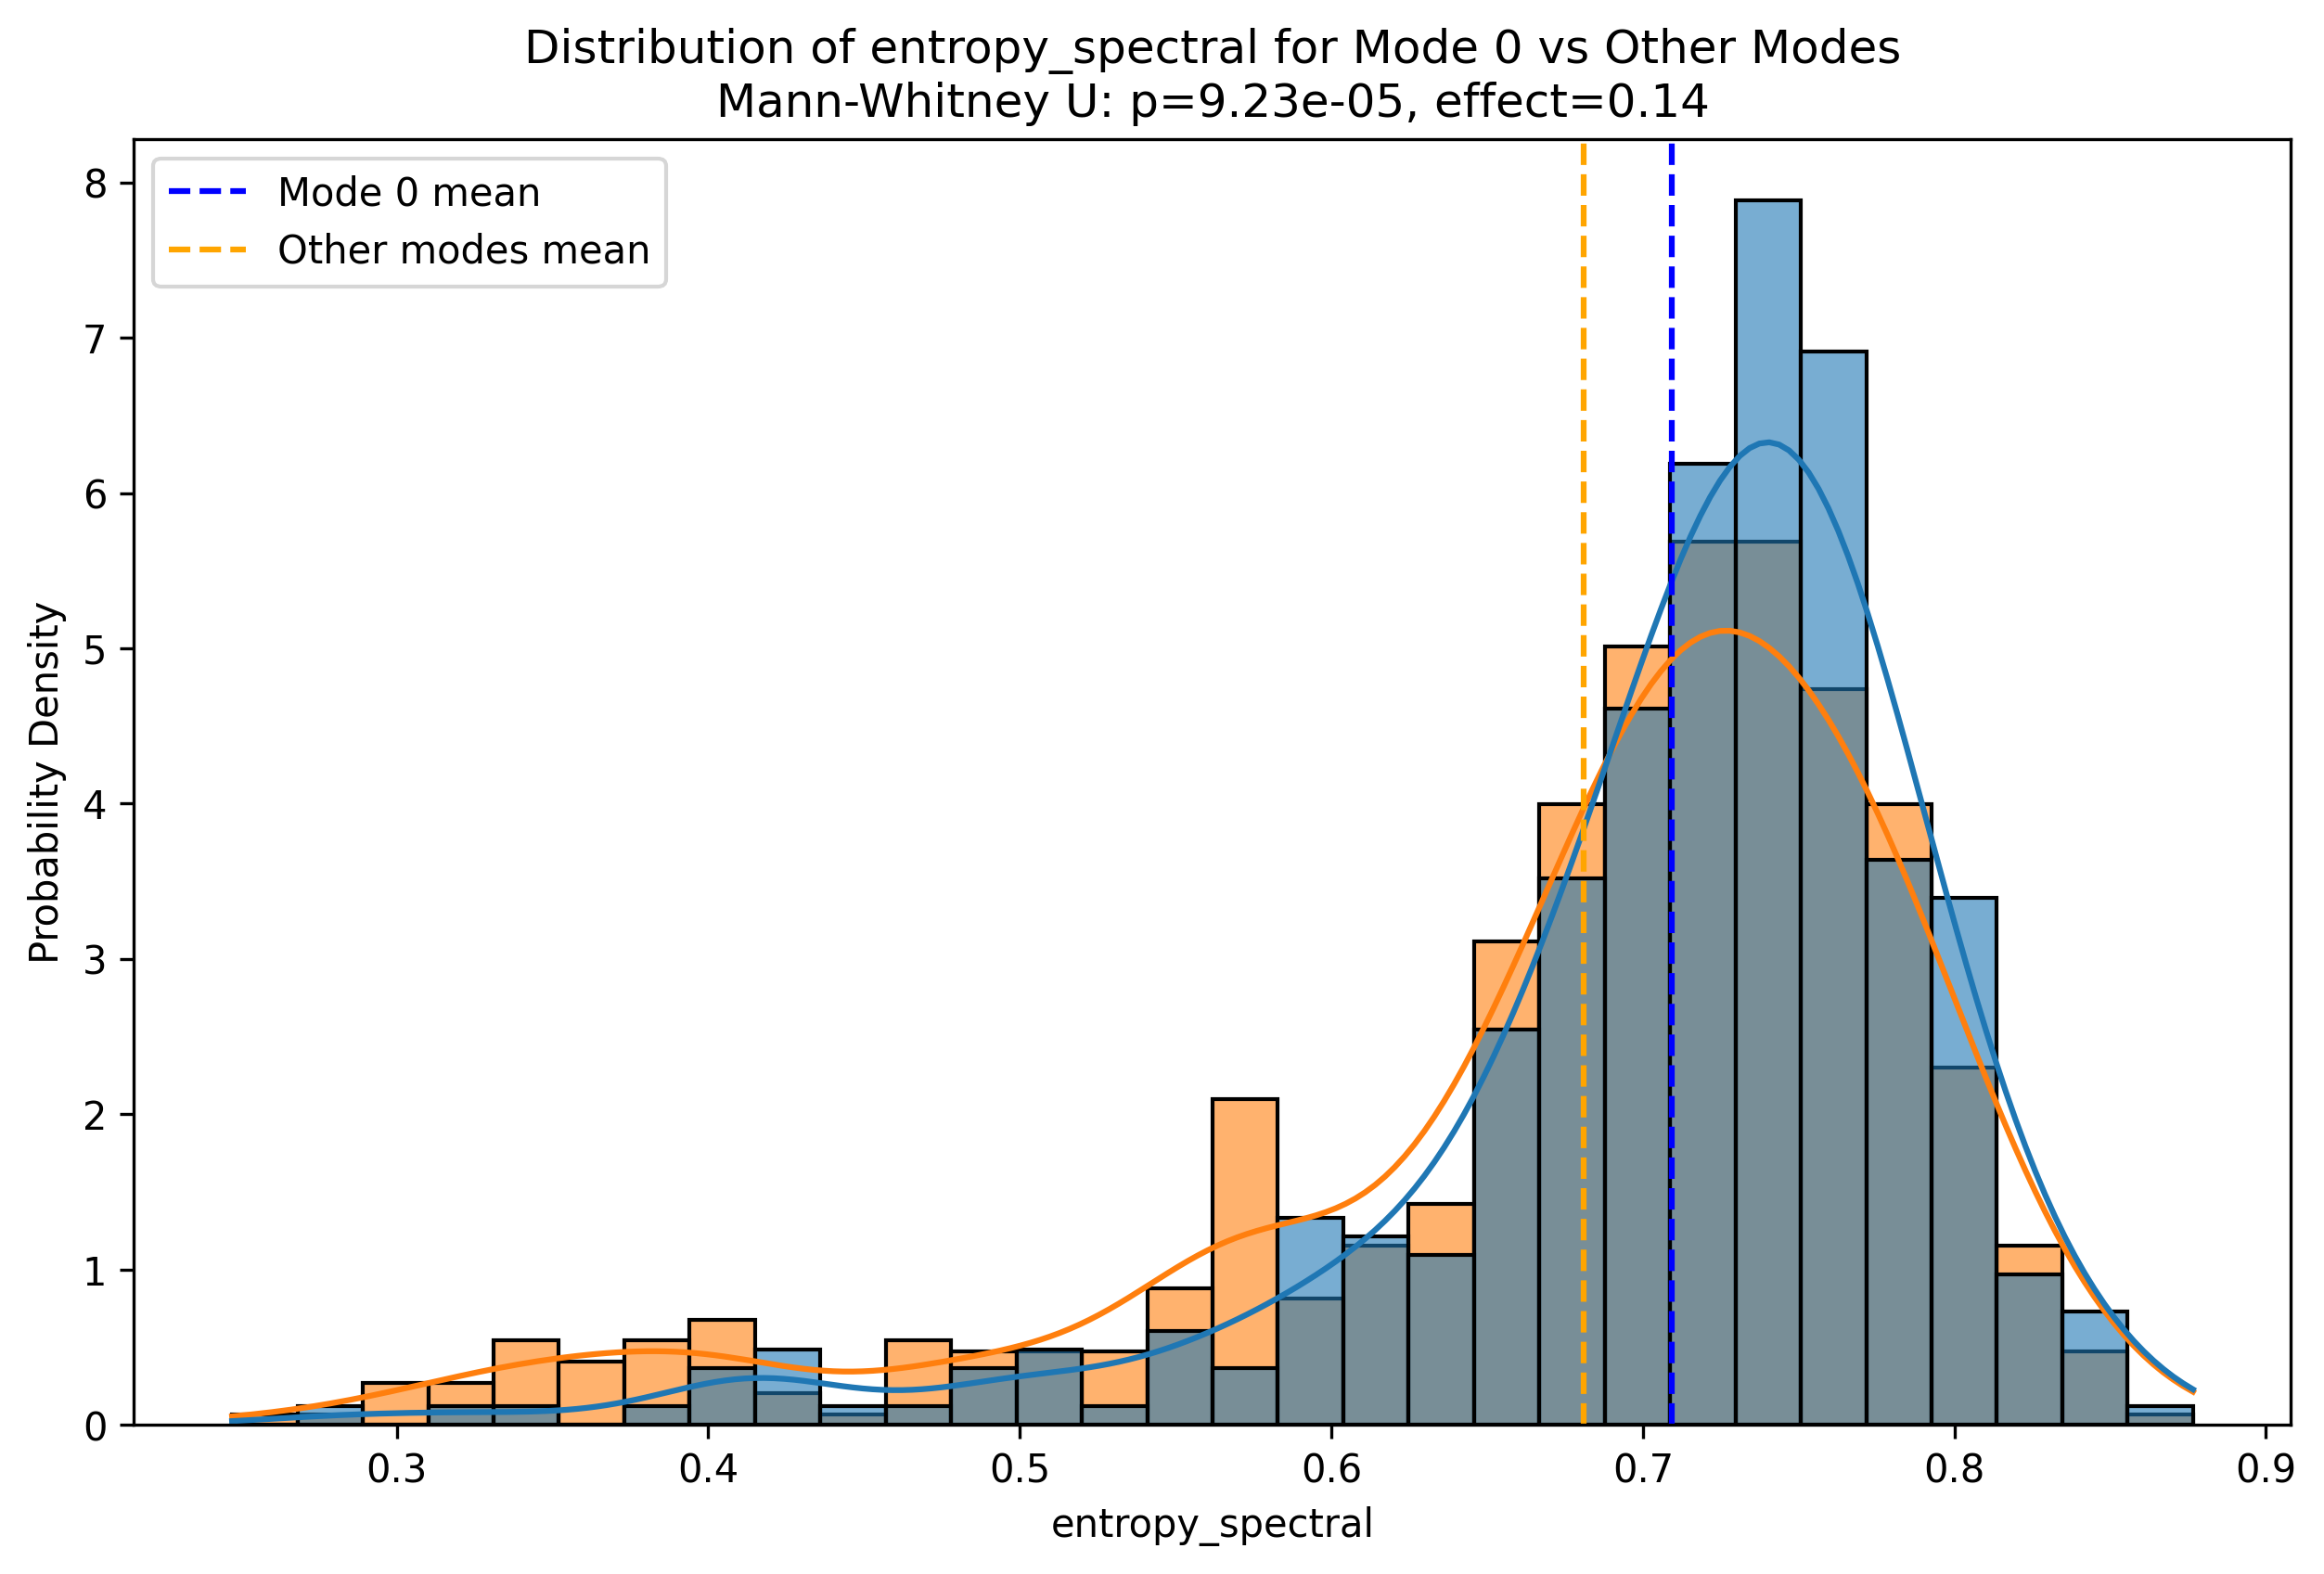 Distribution of entropy_spectral for Mode 0 vs Other Modes
Mann-Whitney U: p=9.23e-05, effect=0.14
Mode 0 mean
Other modes mean
Probability Density
8
7
6
5
4
3
2
1
0
0.3 0.4 0.5 0.6 0.7 0.8 0.9
entropy_spectral